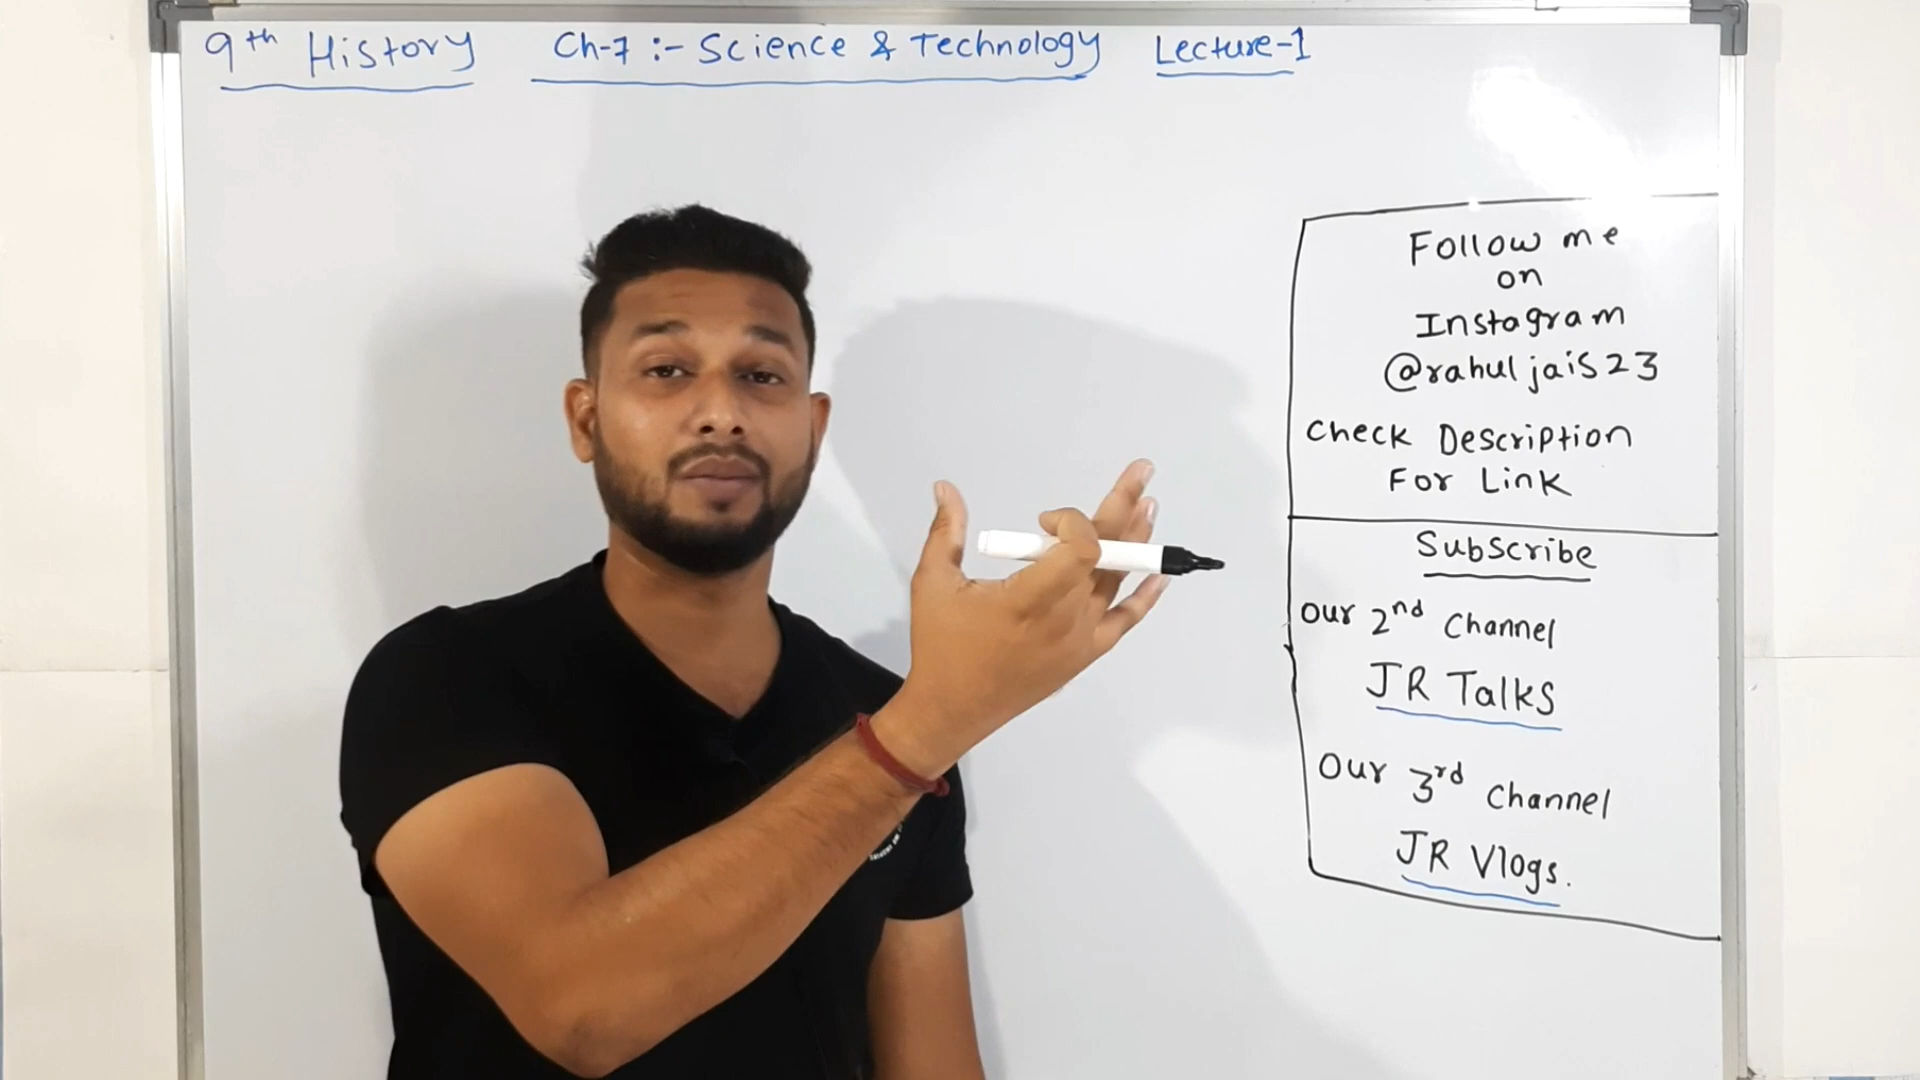 9th History Ch-7 :- Science & Technology Lecture-1
Follow me
on
Instagram
@rahuljais23
Check Description
For Link
Subscribe
Our 2nd Channel
JR Talks
Our 3rd Channel
JR Vlogs.